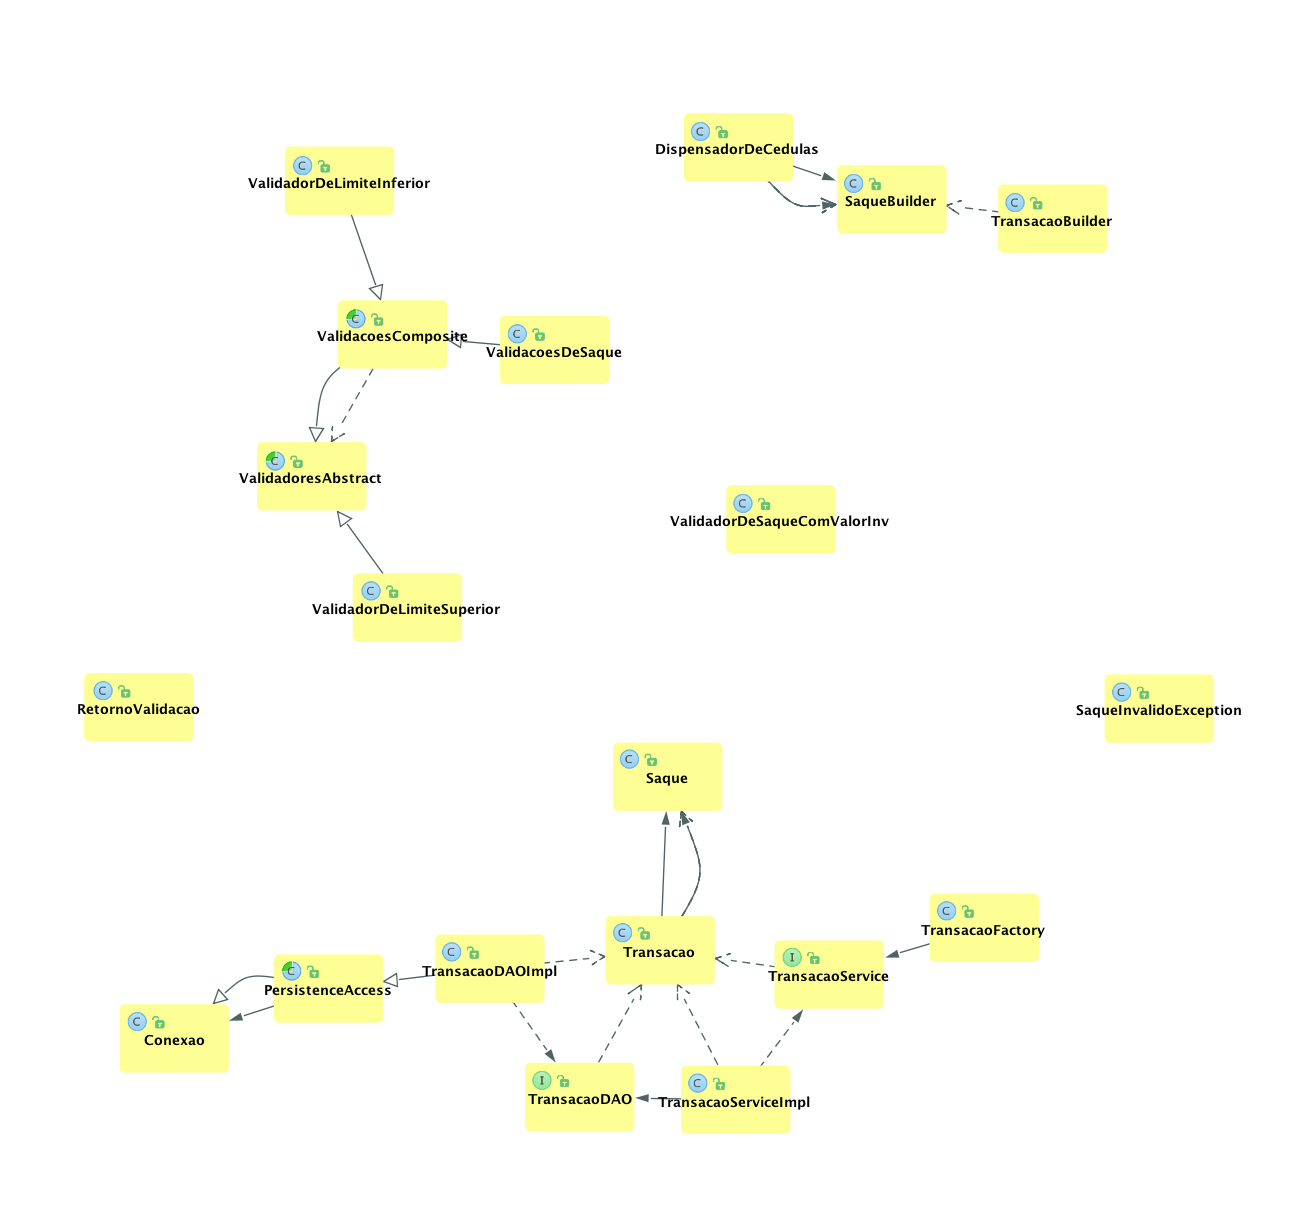 DispensadorDeCedulas
ValidadorDeLimiteInferior
SaqueBuilder
TransacaoBuilder
ValidacoesComposite
ValidacoesDeSaque
ValidadoresAbstract
ValidadorDeSaqueComValorInv
ValidadorDeLimiteSuperior
RetornoValidacao
SaqueInvalidoException
Saque
TransacaoFactory
Transacao
TransacaoDAOImpl
TransacaoService
PersistenceAccess
Conexao
TransacaoDAO
TransacaoServiceImpl